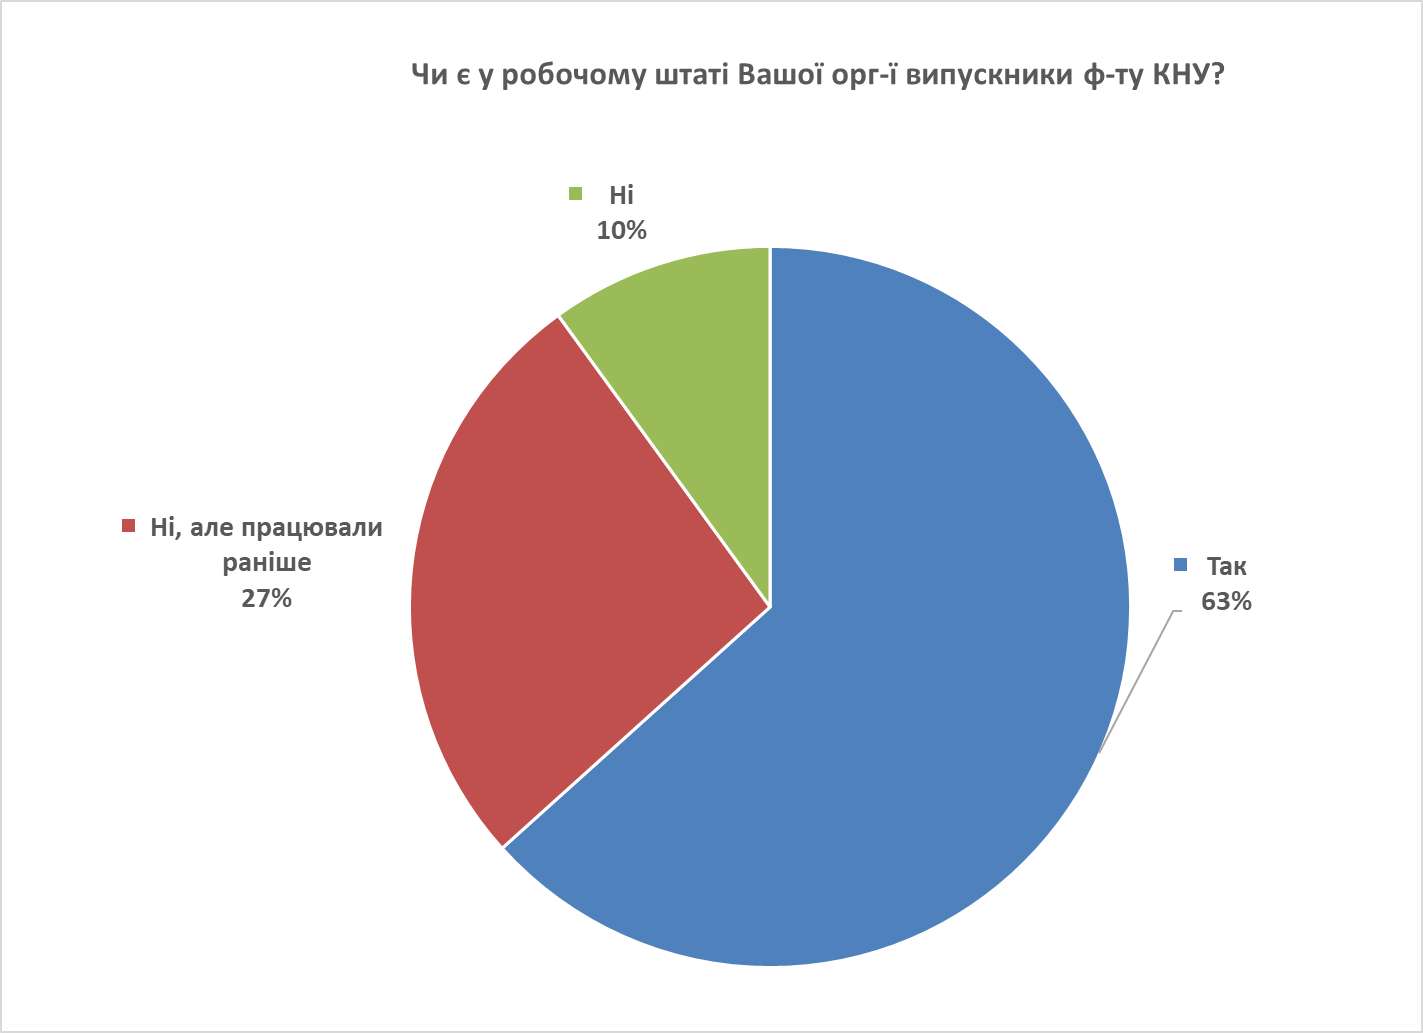 Чи є у робочому штаті Вашої орг-ї випускники ф-ту КНУ?
Ні
10%
Ні, але працювали
раніше
27%
Так
63%